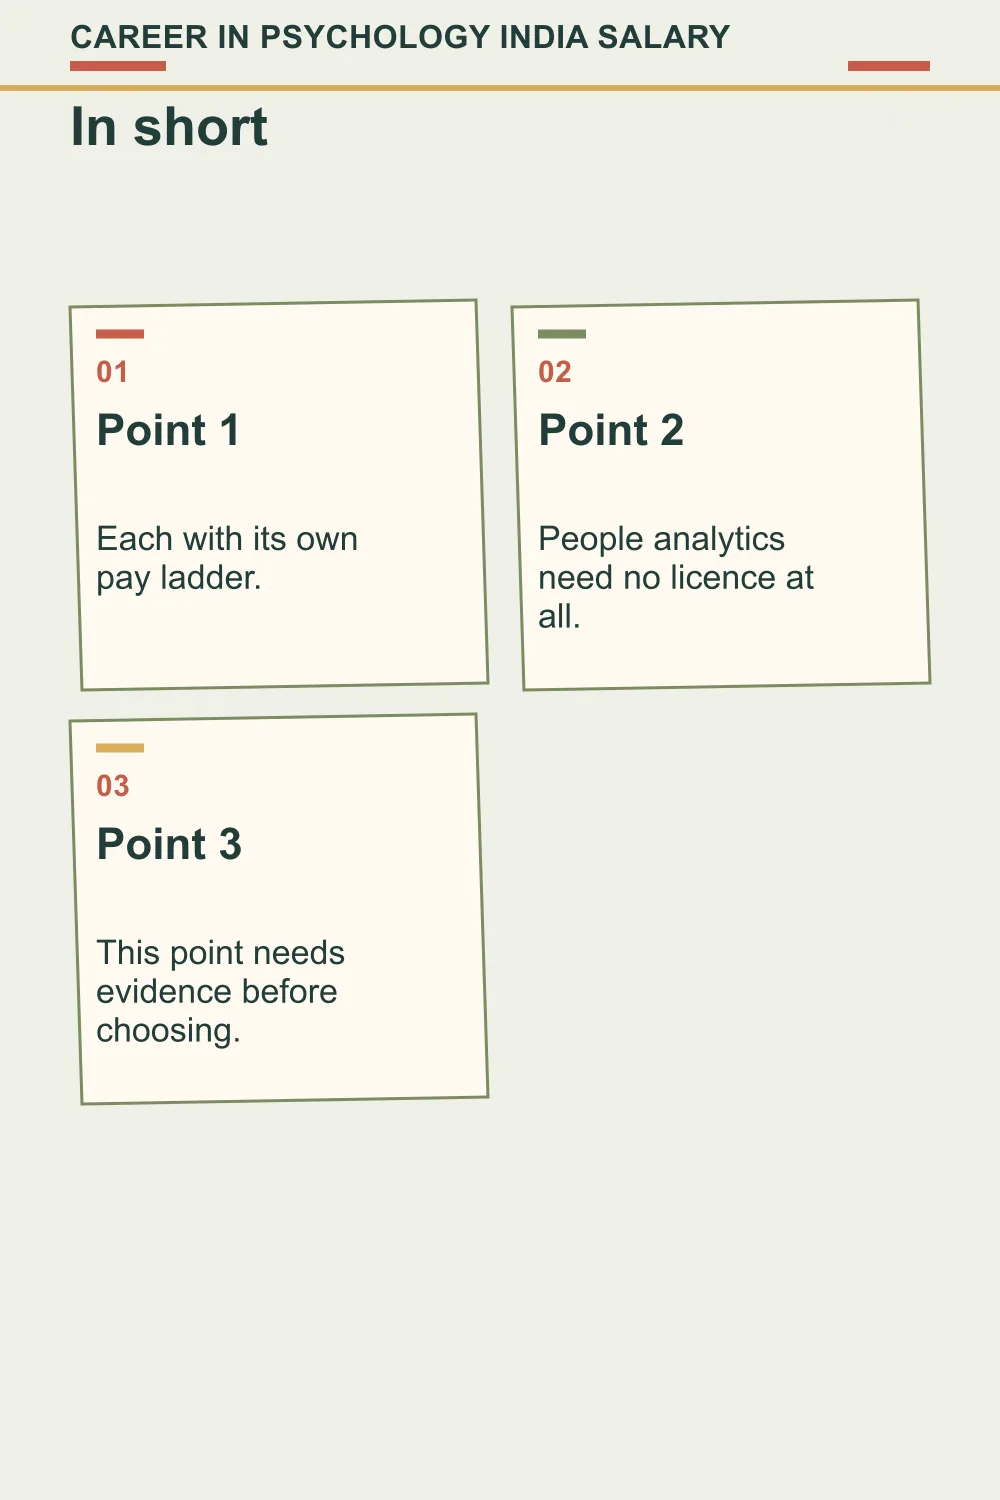 CAREER IN PSYCHOLOGY INDIA SALARY
In short
01
Point 1
Each with its own
pay ladder.
02
Point 2
People analytics
need no licence at
all.
03
Point 3
This point needs
evidence before
choosing.